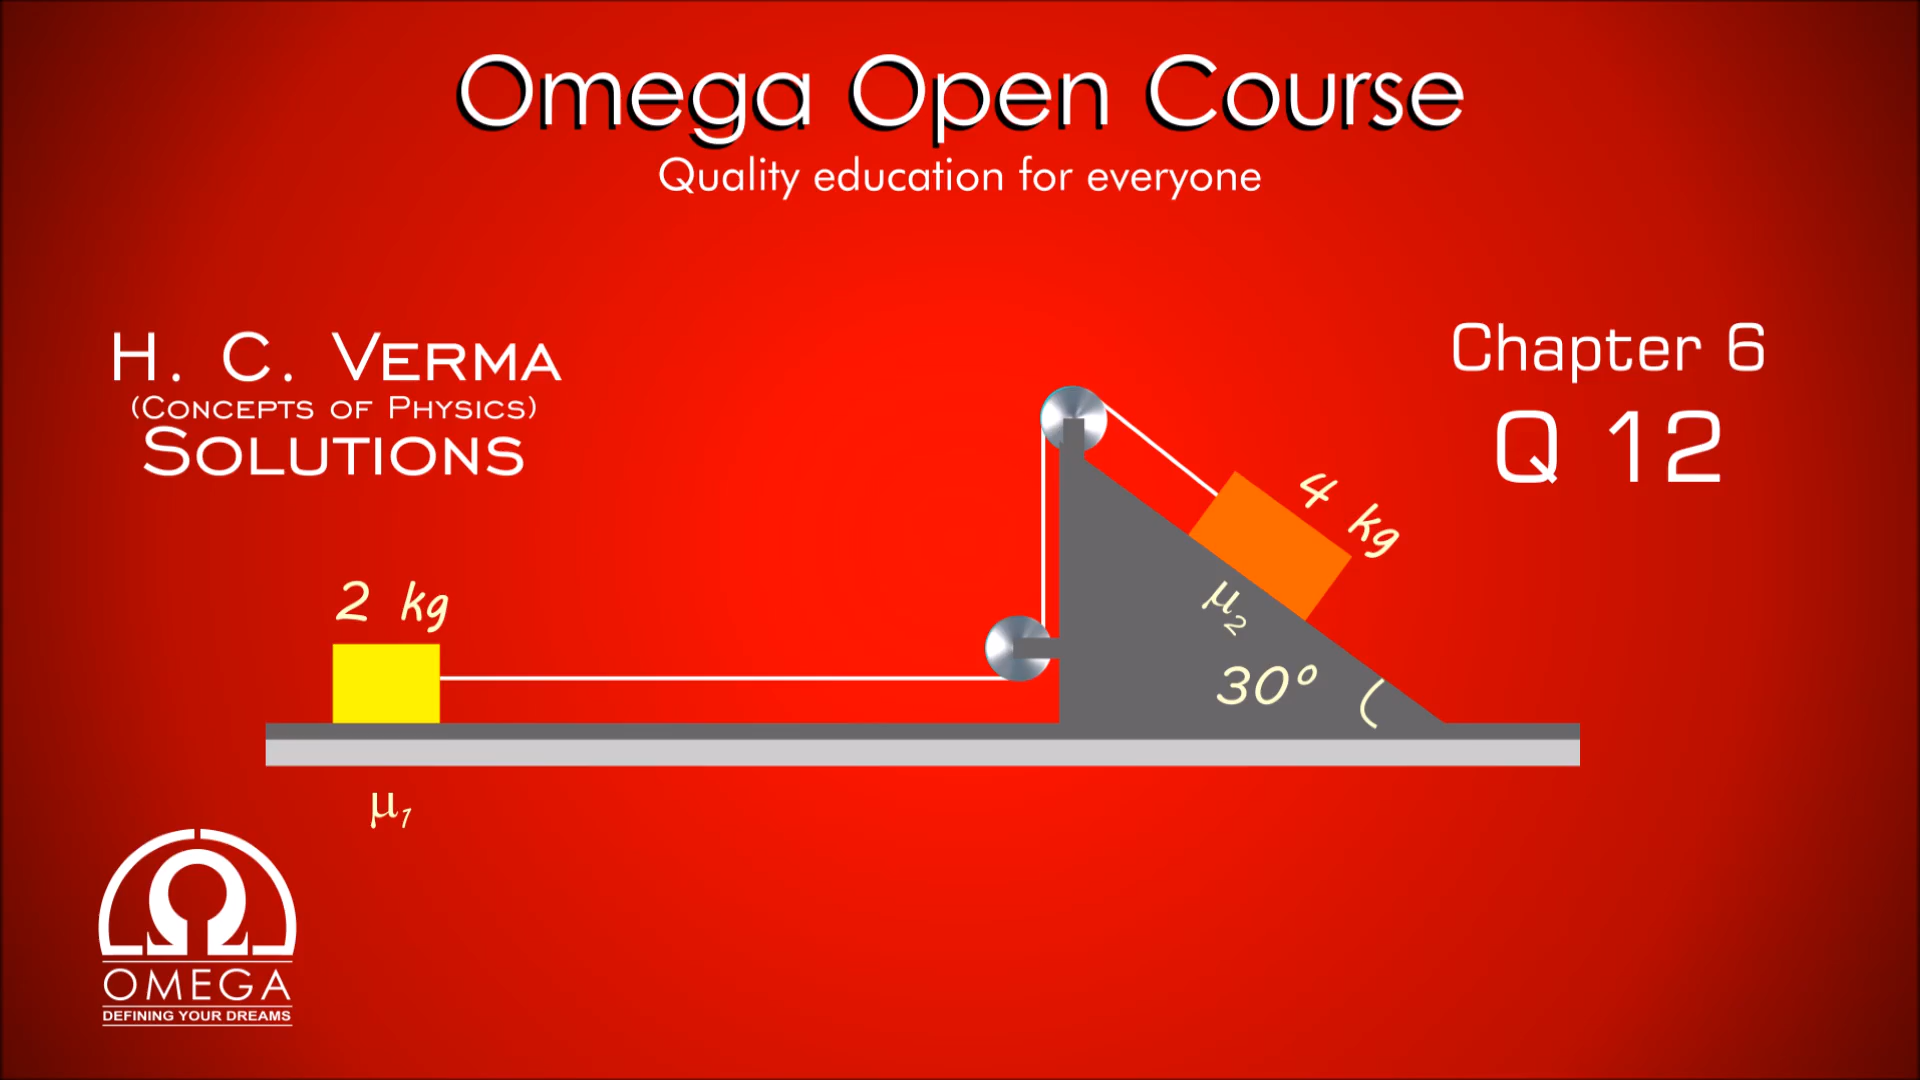 Omega Open Course
Quality education for everyone
H. C. VERMA
(CONCEPTS OF PHYSICS)
SOLUTIONS
Chapter 6
Q 12
4 kg
2 kg
μ₂
30°
μ₁
Ω
OMEGA
DEFINING YOUR DREAMS